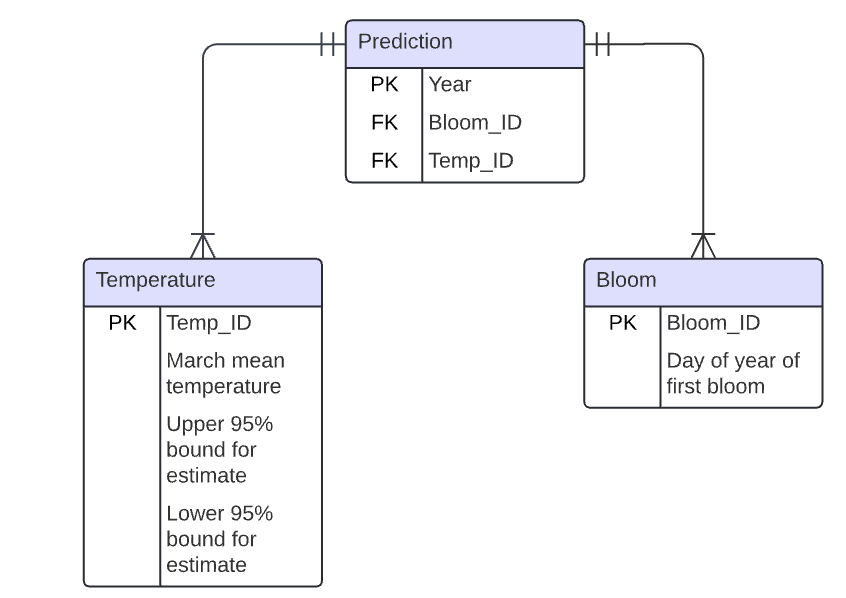 Prediction
PK Year
FK Bloom_ID
FK Temp_ID
Temperature
PK Temp_ID
March mean
temperature
Upper 95%
bound for
estimate
Lower 95%
bound for
estimate
Bloom
PK Bloom_ID
Day of year of
first bloom